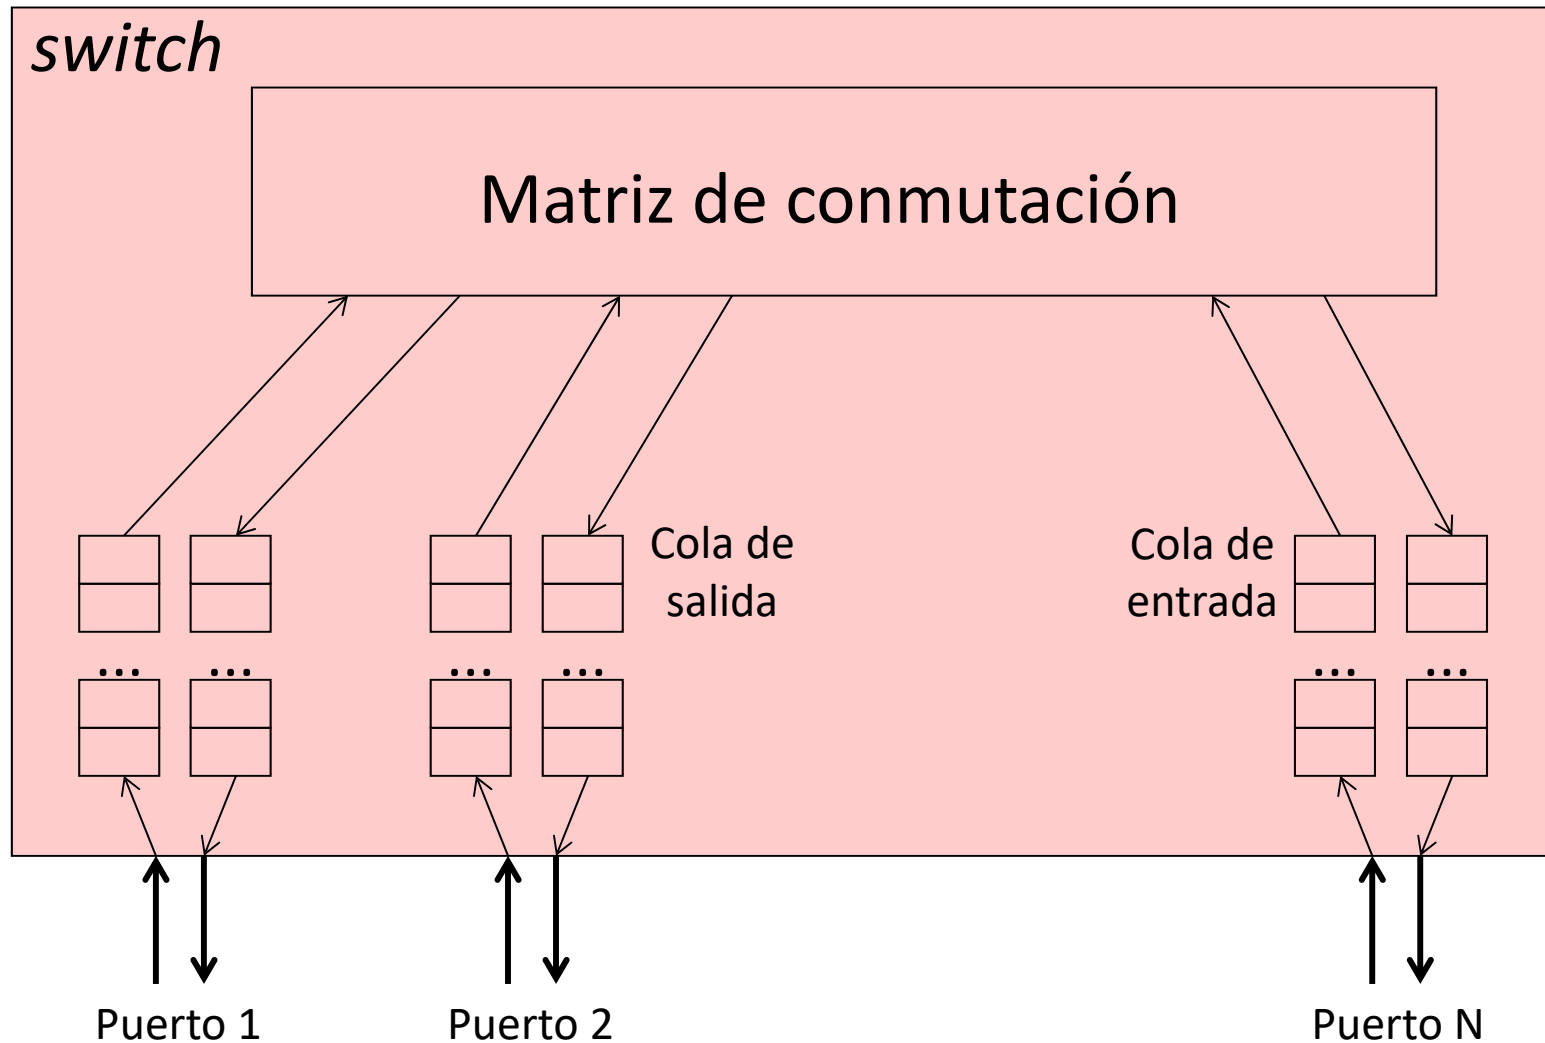 switch
Matriz de conmutación
Cola de
salida
Cola de
entrada
...
...
...
...
...
...
Puerto 1
Puerto 2
Puerto N